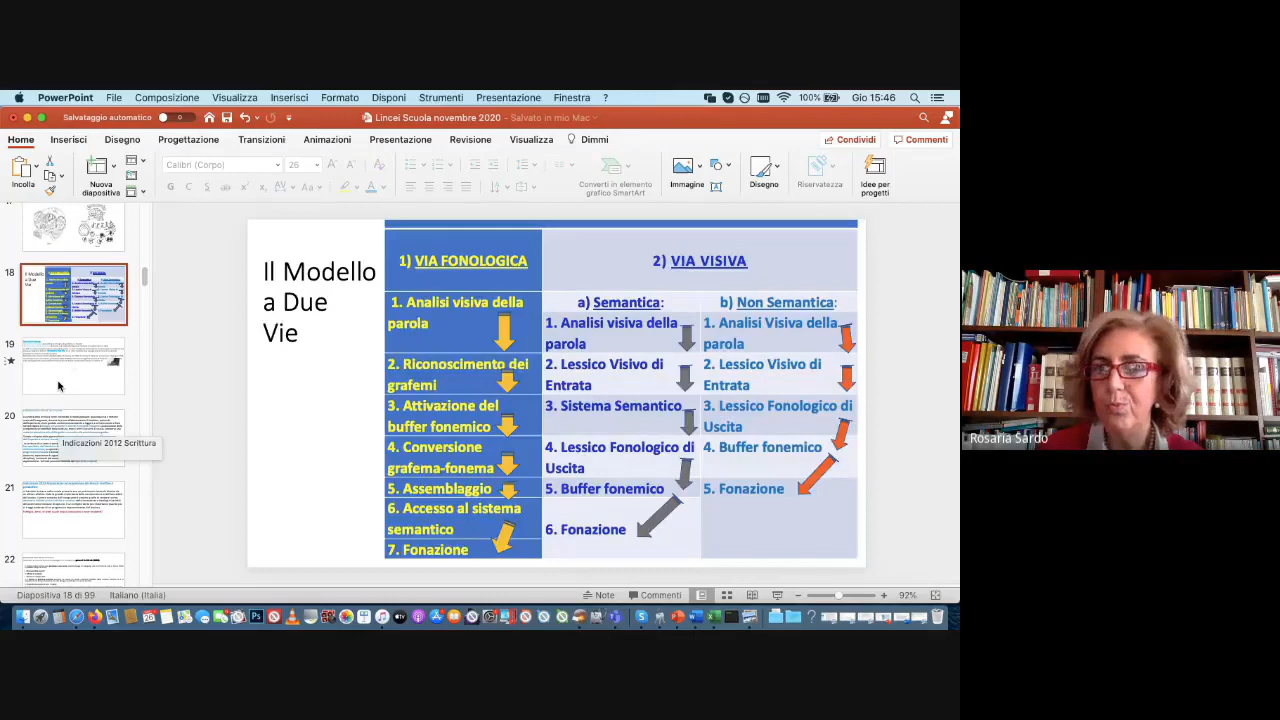 PowerPoint File Composizione Visualizza Inserisci Formato Disponi Strumenti Presentazione Finestra ? 100% Gio 15:46
Salvataggio automatico 0 Lincei Scuola novembre 2020 - Salvato in mio Mac
Home Inserisci Disegno Progettazione Transizioni Animazioni Presentazione Revisione Visualizza Dimmi Condividi Commenti
Calibri (Corpo) 26
Incolla
Nuova
diapositiva
G C S ab
Converti in elemento
grafico SmartArt
Immagine
Disegno
Riservatezza
Idee per
progetti
18
19
20
21
22
Il Modello
a Due
Vie
Indicazioni 2012 Scrittura
Il Modello
a Due
Vie
1) VIA FONOLOGICA
1. Analisi visiva della
parola
2. Riconoscimento dei
grafemi
3. Attivazione del
buffer fonemico
4. Conversione
grafema-fonema
5. Assemblaggio
6. Accesso al sistema
semantico
7. Fonazione
2) VIA VISIVA
a) Semantica:
1. Analisi visiva della
parola
2. Lessico Visivo di
Entrata
3. Sistema Semantico
4. Lessico Fonologico di
Uscita
5. Buffer fonemico
6. Fonazione
b) Non Semantica:
1. Analisi Visiva della
parola
2. Lessico Visivo di
Entrata
3. Lessico Fonologico di
Uscita
4. Buffer fonemico
5. Fonazione
Diapositiva 18 di 99 Italiano (Italia) Note Commenti 92%
Rosaria Sardo